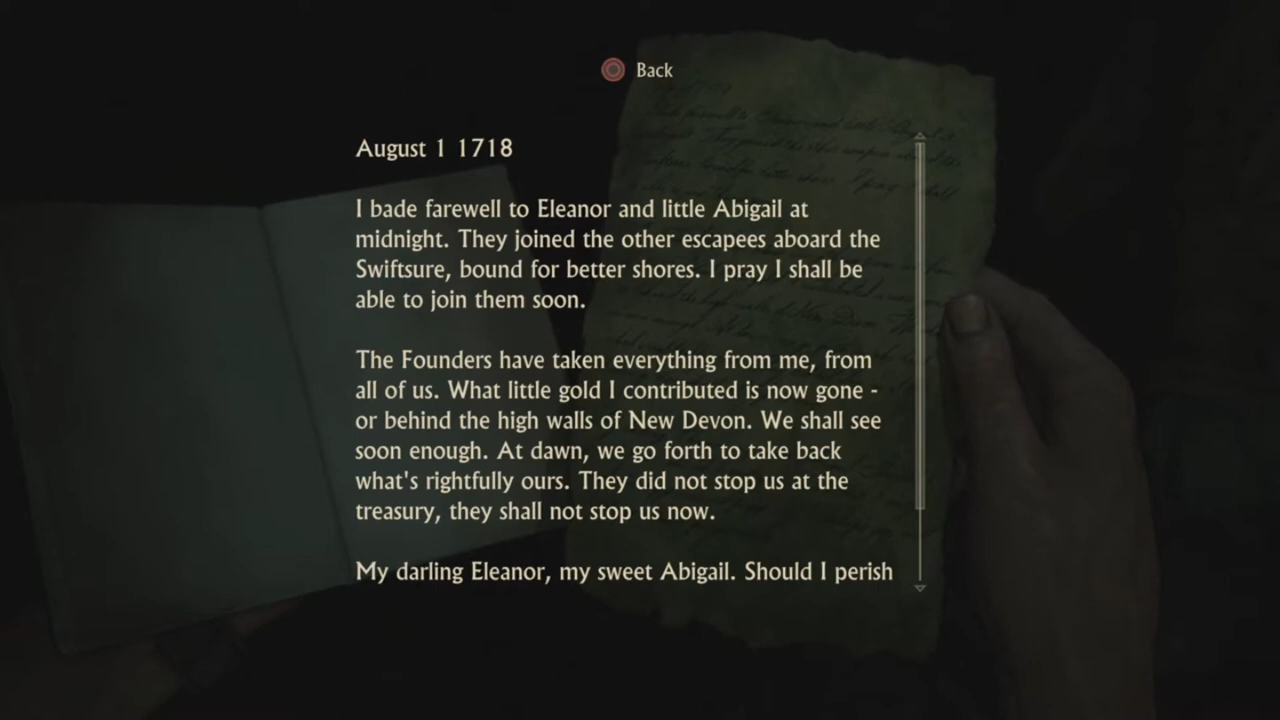 Back
August 1 1718
I bade farewell to Eleanor and little Abigail at
midnight. They joined the other escapees aboard the
Swiftsure, bound for better shores. I pray I shall be
able to join them soon.
The Founders have taken everything from me, from
all of us. What little gold I contributed is now gone -
or behind the high walls of New Devon. We shall see
soon enough. At dawn, we go forth to take back
what's rightfully ours. They did not stop us at the
treasury, they shall not stop us now.
My darling Eleanor, my sweet Abigail. Should I perish